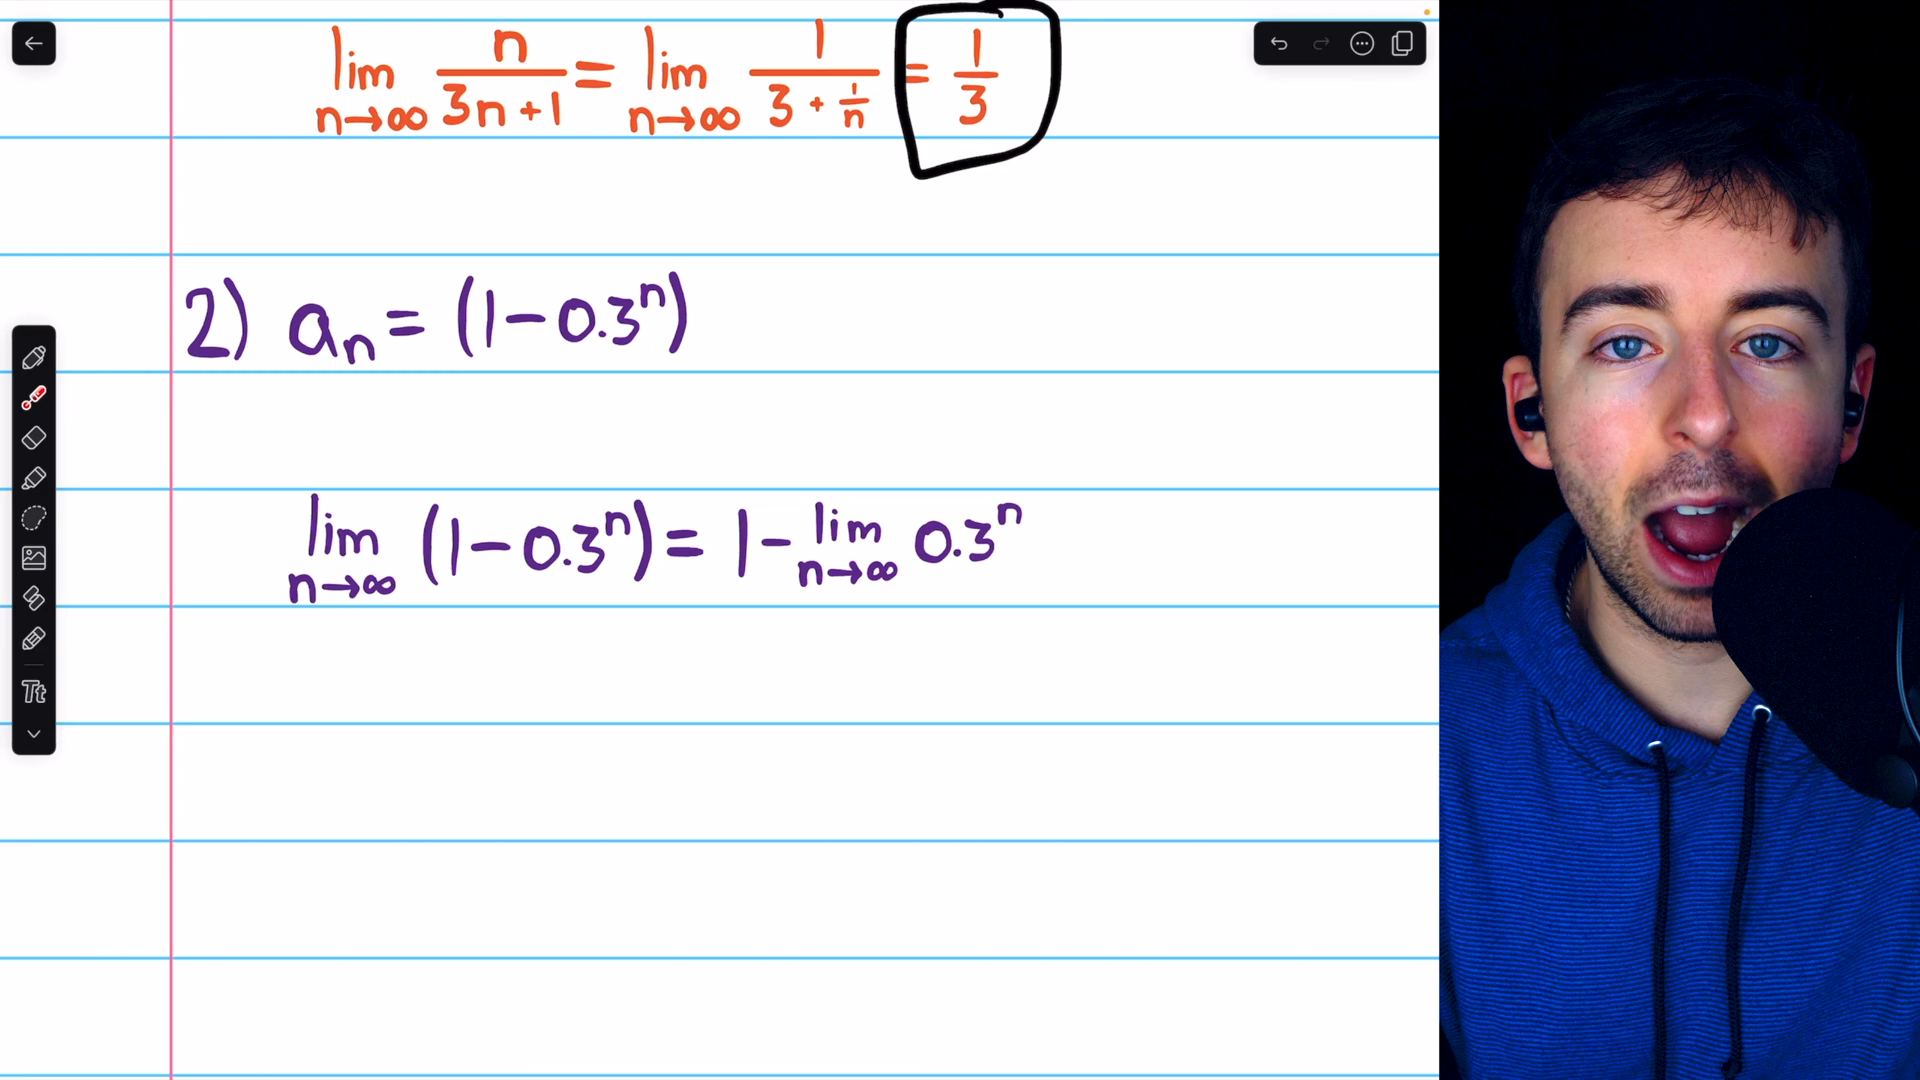 lim n→∞ n/(3n+1) = lim n→∞ 1/(3+1/n) = 1/3
2) aₙ = (1-0.3ⁿ)
lim n→∞ (1-0.3ⁿ) = 1- lim n→∞ 0.3ⁿ
Tt